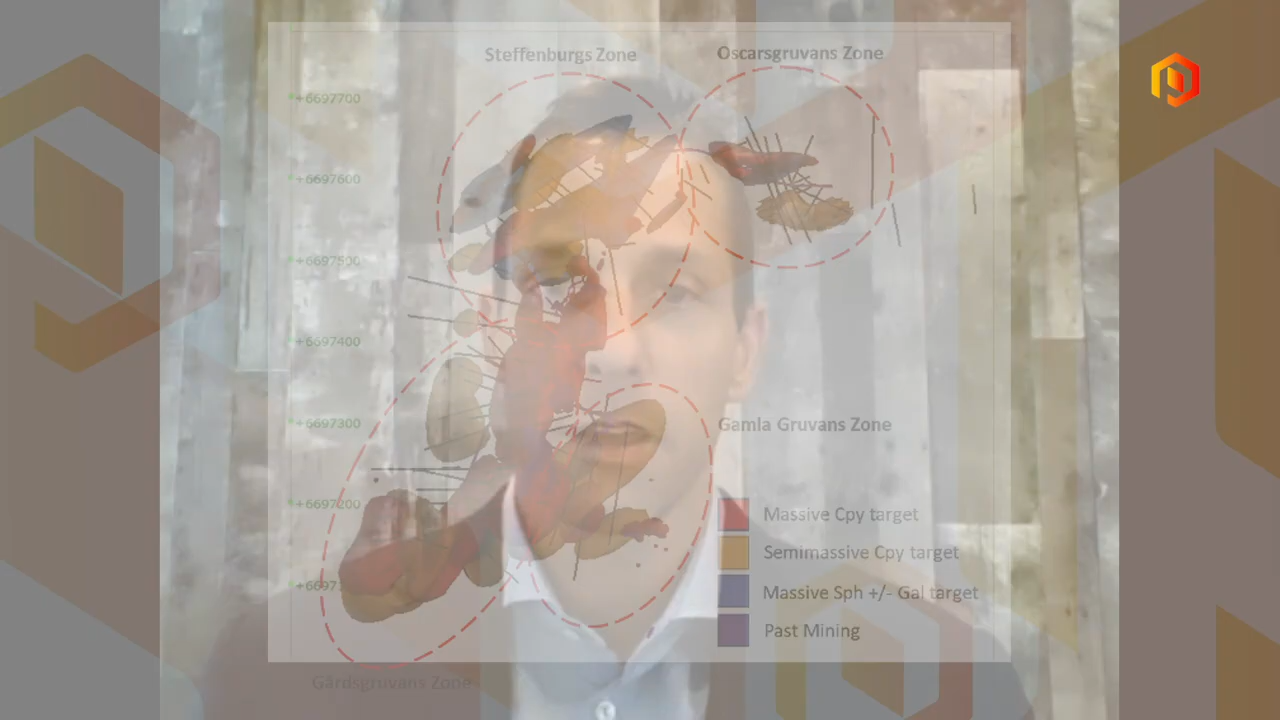 Steffenburgs Zone
Oscarsgruvans Zone
+6697700
+6697600
+6697500
+6697400
+6697300
+6697200
Gamla Gruvans Zone
Massive Cpy target
Semimassive Cpy target
Massive Sph +/- Gal target
Past Mining
Gårdsgruvans Zone